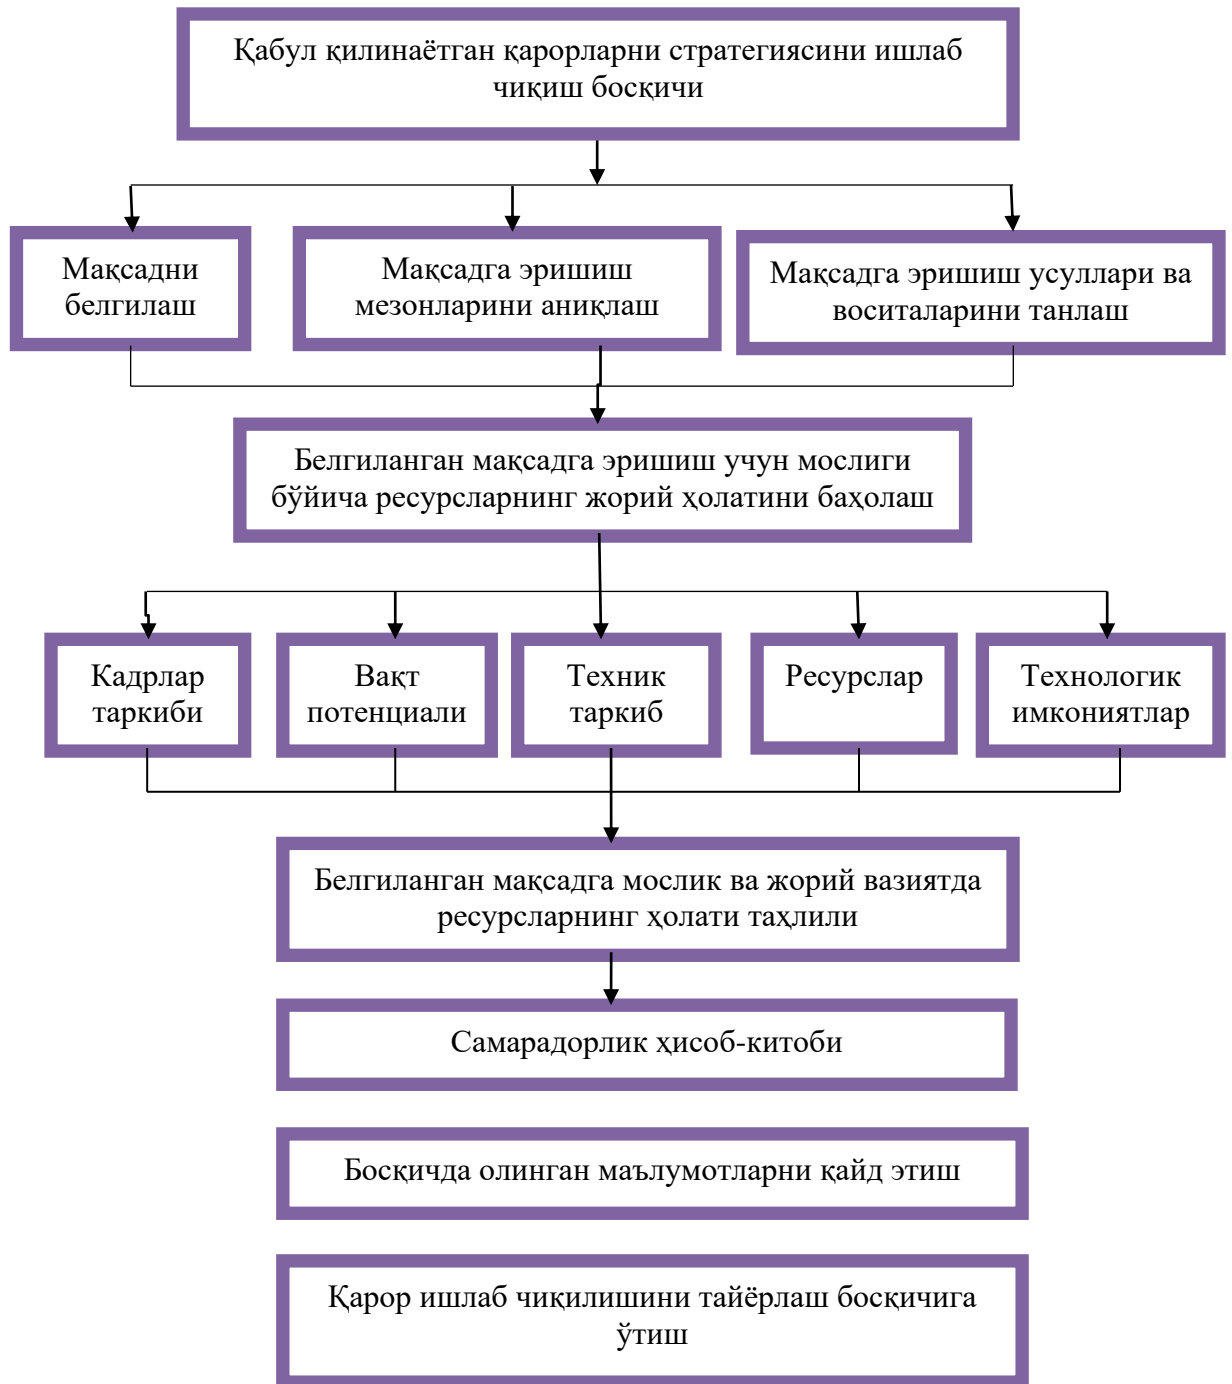 Қабул қилинаётган қарорларни стратегиясини ишлаб
чиқиш босқичи
Мақсадни
белгилаш
Мақсадга эришиш
мезонларини аниқлаш
Мақсадга эришиш усуллари ва
воситаларини танлаш
Белгиланган мақсадга эришиш учун мослиги
бўйича ресурсларнинг жорий ҳолатини баҳолаш
Кадрлар
таркиби
Вақт
потенциали
Техник
таркиб
Ресурслар
Технологик
имкониятлар
Белгиланган мақсадга мослик ва жорий вазиятда
ресурсларнинг ҳолати таҳлили
Самарадорлик ҳисоб-китоби
Босқичда олинган маълумотларни қайд этиш
Қарор ишлаб чиқилишини тайёрлаш босқичига
ўтиш